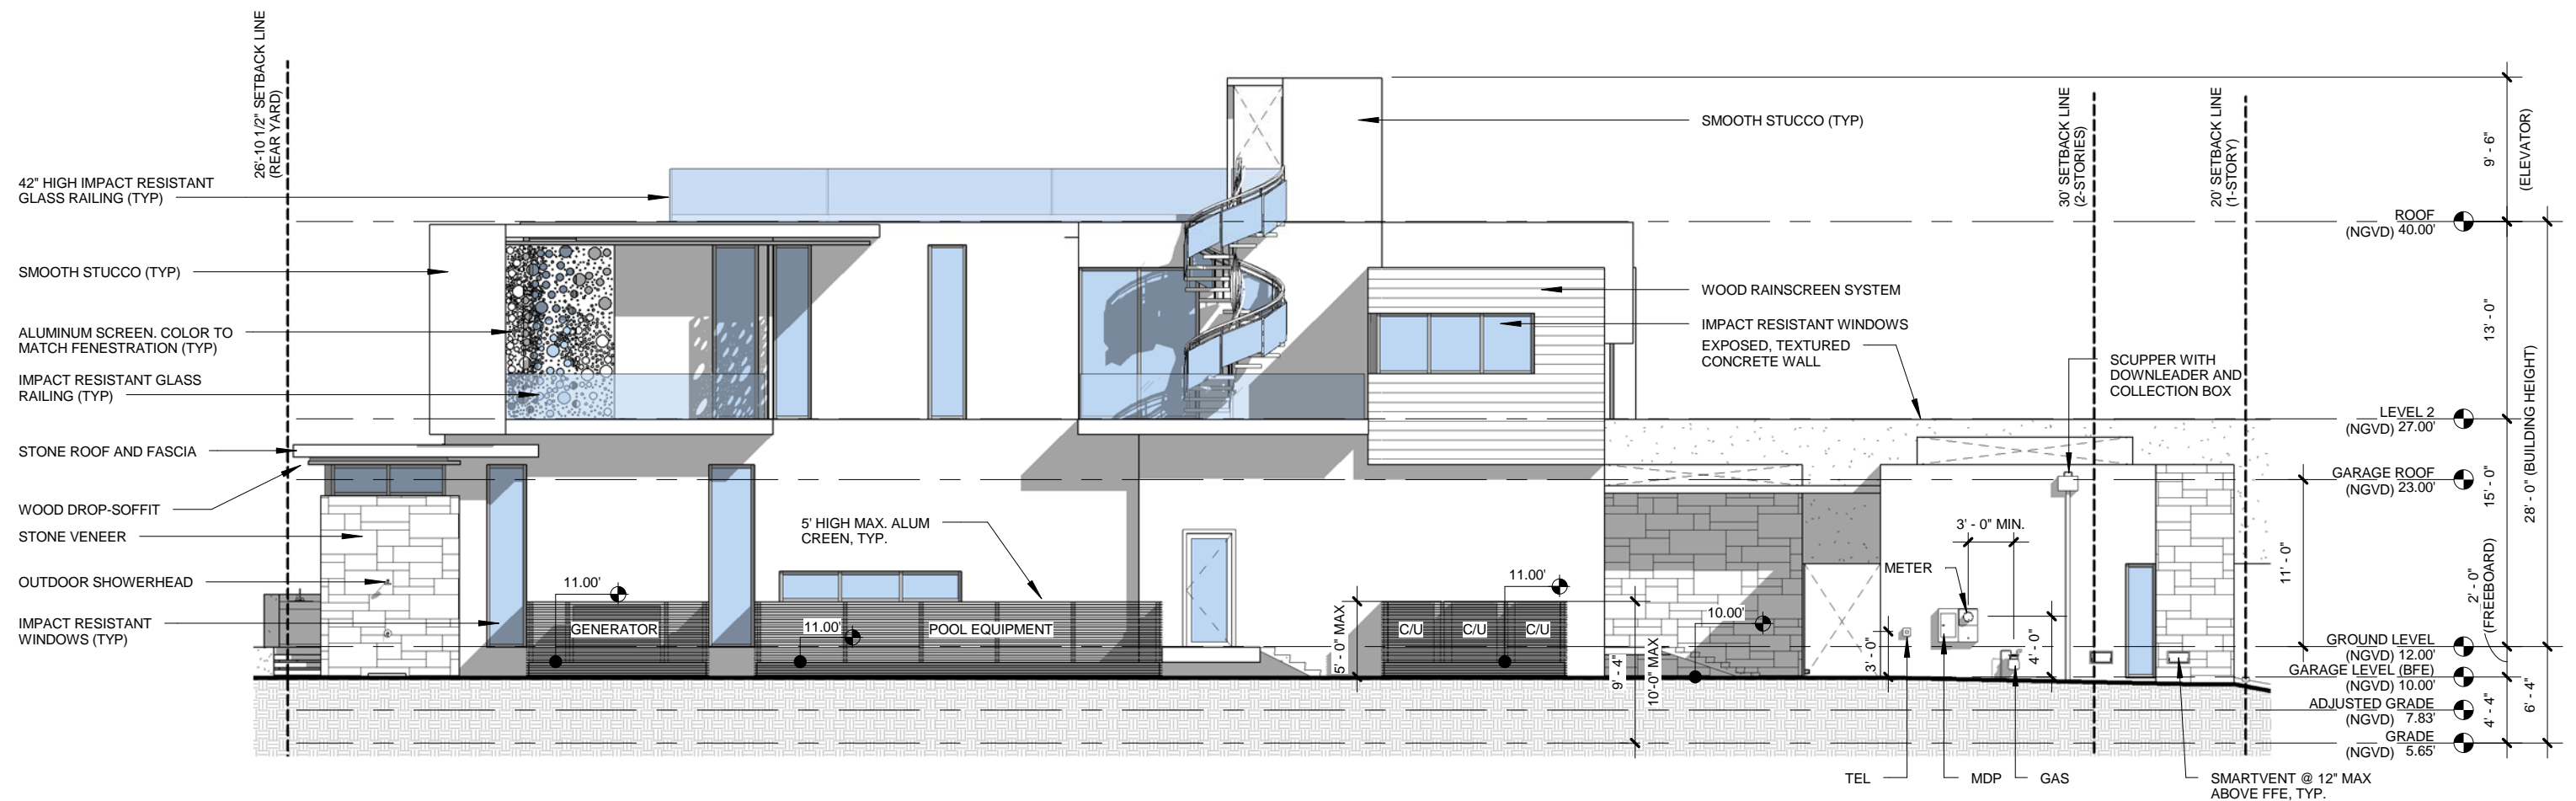 26'-10 1/2" SETBACK LINE
(REAR YARD)
42" HIGH IMPACT RESISTANT
GLASS RAILING (TYP)
SMOOTH STUCCO (TYP)
ALUMINUM SCREEN. COLOR TO
MATCH FENESTRATION (TYP)
IMPACT RESISTANT GLASS
RAILING (TYP)
STONE ROOF AND FASCIA
WOOD DROP-SOFFIT
STONE VENEER
OUTDOOR SHOWERHEAD
IMPACT RESISTANT
WINDOWS (TYP)
11.00'
GENERATOR
11.00'
POOL EQUIPMENT
5' HIGH MAX. ALUM
CREEN, TYP.
11.00'
C/U
C/U
C/U
5' - 0" MAX
9' - 4"
10'-0" MAX
10.00'
SMOOTH STUCCO (TYP)
WOOD RAINSCREEN SYSTEM
IMPACT RESISTANT WINDOWS
EXPOSED, TEXTURED
CONCRETE WALL
SCUPPER WITH
DOWNLEADER AND
COLLECTION BOX
3' - 0" MIN.
METER
3' - 0"
4' - 0"
TEL
MDP
GAS
SMARTVENT @ 12" MAX
ABOVE FFE, TYP.
30' SETBACK LINE
(2-STORIES)
20' SETBACK LINE
(1-STORY)
ROOF
(NGVD) 40.00'
LEVEL 2
(NGVD) 27.00'
GARAGE ROOF
(NGVD) 23.00'
GROUND LEVEL
(NGVD) 12.00'
GARAGE LEVEL (BFE)
(NGVD) 10.00'
ADJUSTED GRADE
(NGVD) 7.83'
GRADE
(NGVD) 5.65'
11' - 0"
9' - 6"
(ELEVATOR)
13' - 0"
15' - 0"
28' - 0" (BUILDING HEIGHT)
2' - 0"
(FREEBOARD)
4' - 4"
6' - 4"